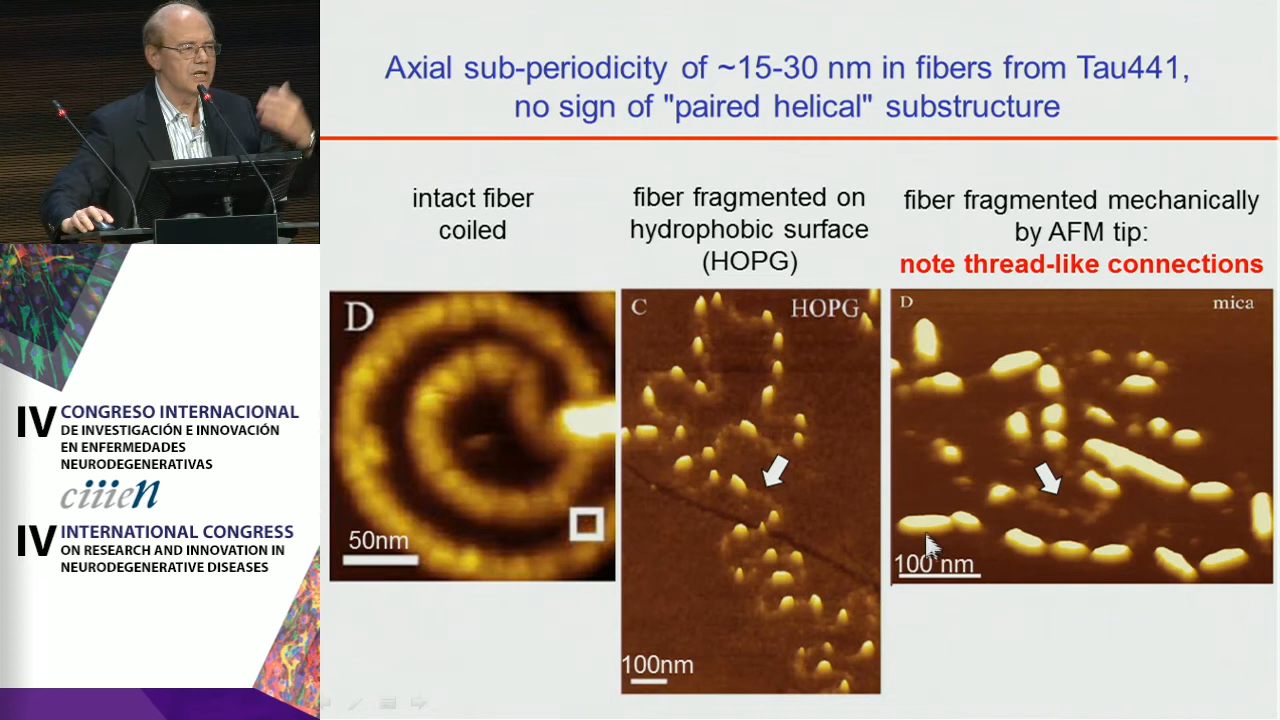 Axial sub-periodicity of ~15-30 nm in fibers from Tau441,
no sign of "paired helical" substructure
intact fiber
coiled
fiber fragmented on
hydrophobic surface
(HOPG)
fiber fragmented mechanically
by AFM tip:
note thread-like connections
D
50nm
C
HOPG
100nm
D
mica
100 nm
IV CONGRESO INTERNACIONAL
DE INVESTIGACIÓN E INNOVACIÓN
EN ENFERMEDADES
NEURODEGENERATIVAS
ciiien
IV INTERNATIONAL CONGRESS
ON RESEARCH AND INNOVATION IN
NEURODEGENERATIVE DISEASES